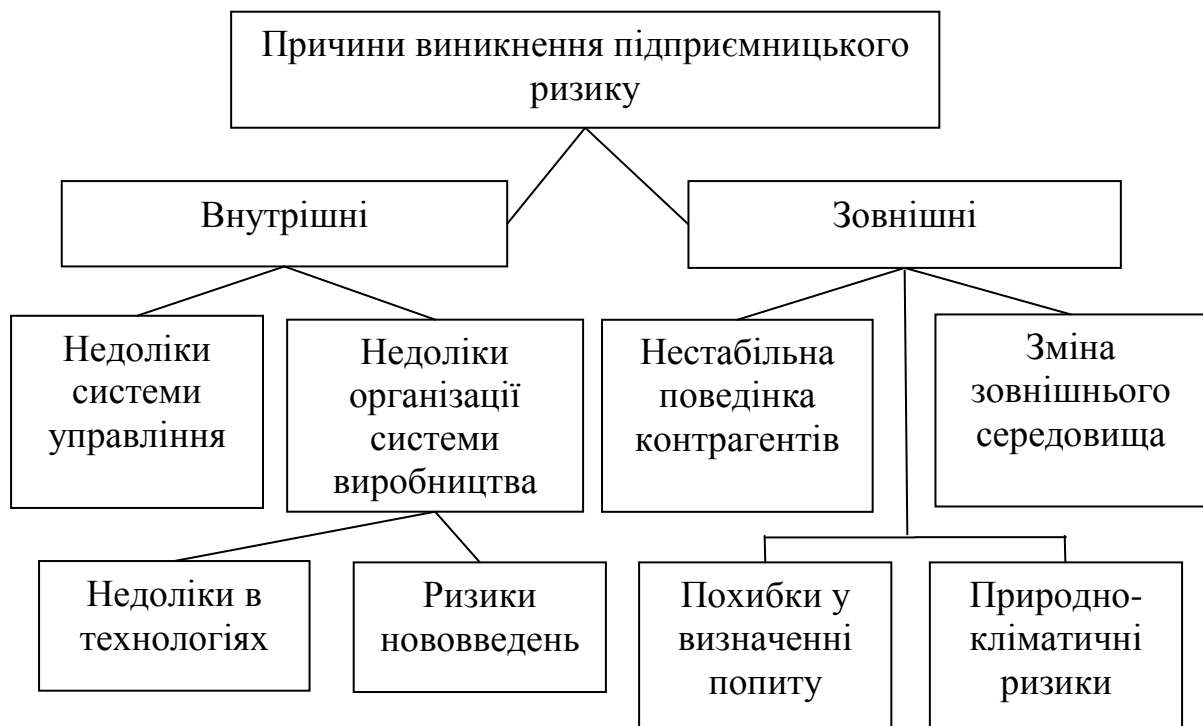 Причини виникнення підприємницького
ризику
Внутрішні
Зовнішні
Недоліки
системи
управління
Недоліки
організації
системи
виробництва
Нестабільна
поведінка
контрагентів
Зміна
зовнішнього
середовища
Недоліки в
технологіях
Ризики
нововведень
Похибки у
визначенні
попиту
Природно-
кліматичні
ризики